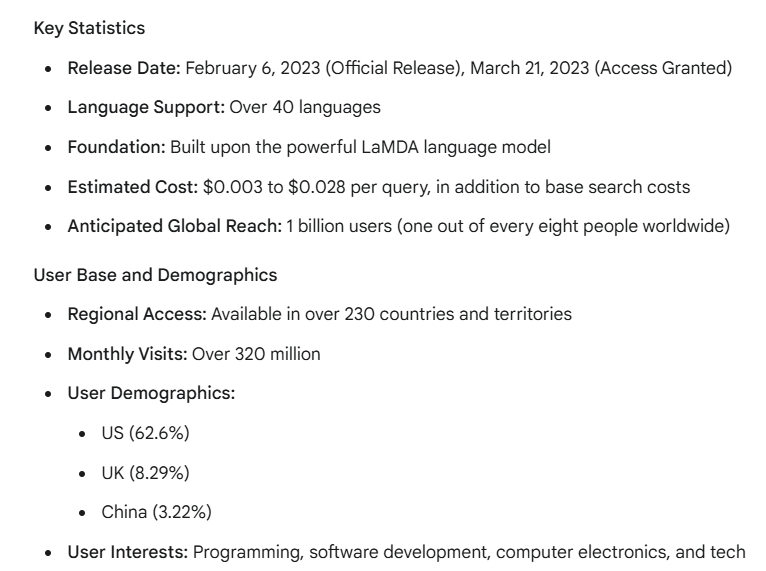 Key Statistics
Release Date: February 6, 2023 (Official Release), March 21, 2023 (Access Granted)
Language Support: Over 40 languages
Foundation: Built upon the powerful LaMDA language model
Estimated Cost: $0.003 to $0.028 per query, in addition to base search costs
Anticipated Global Reach: 1 billion users (one out of every eight people worldwide)
User Base and Demographics
Regional Access: Available in over 230 countries and territories
Monthly Visits: Over 320 million
User Demographics:
US (62.6%)
UK (8.29%)
China (3.22%)
User Interests: Programming, software development, computer electronics, and tech